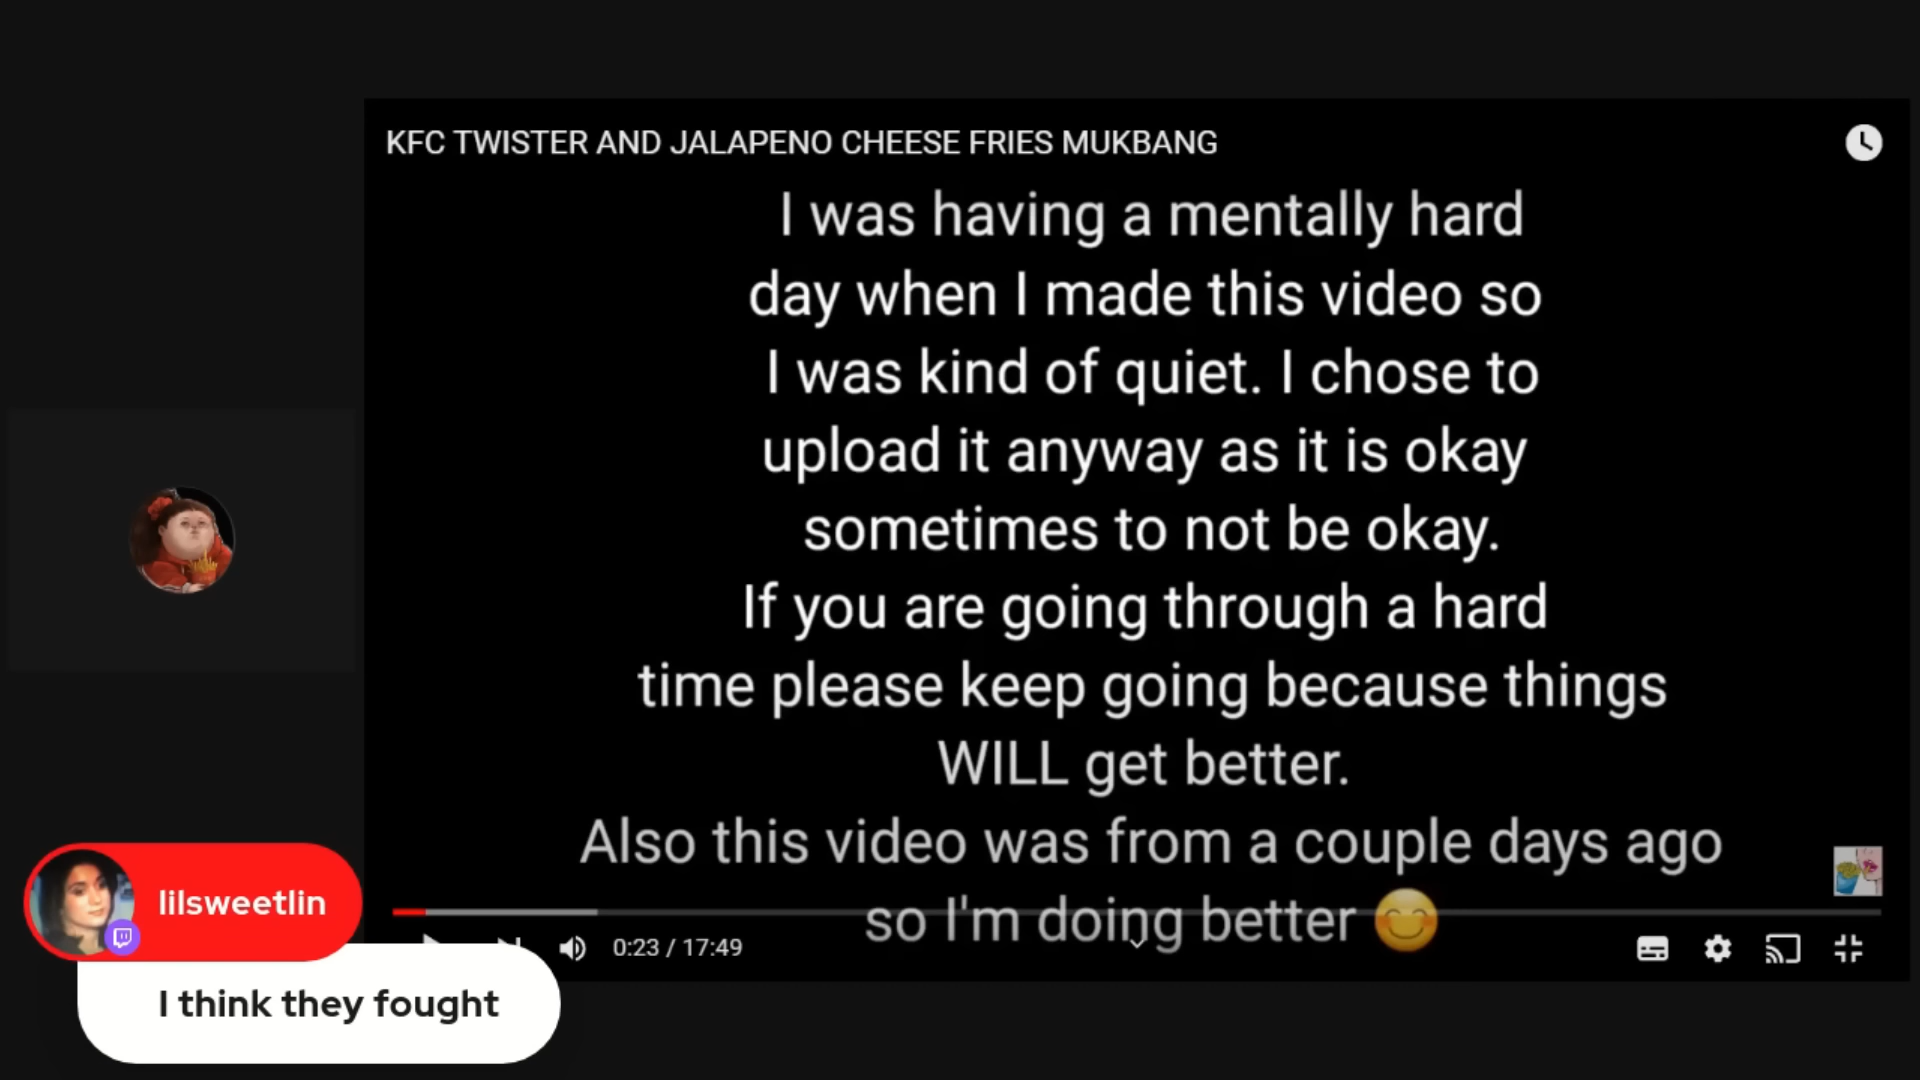 KFC TWISTER AND JALAPENO CHEESE FRIES MUKBANG
I was having a mentally hard
day when I made this video so
I was kind of quiet. I chose to
upload it anyway as it is okay
sometimes to not be okay.
If you are going through a hard
time please keep going because things
WILL get better.
Also this video was from a couple days ago
so I'm doing better 😊
0:23 / 17:49
lilsweetlin
I think they fought